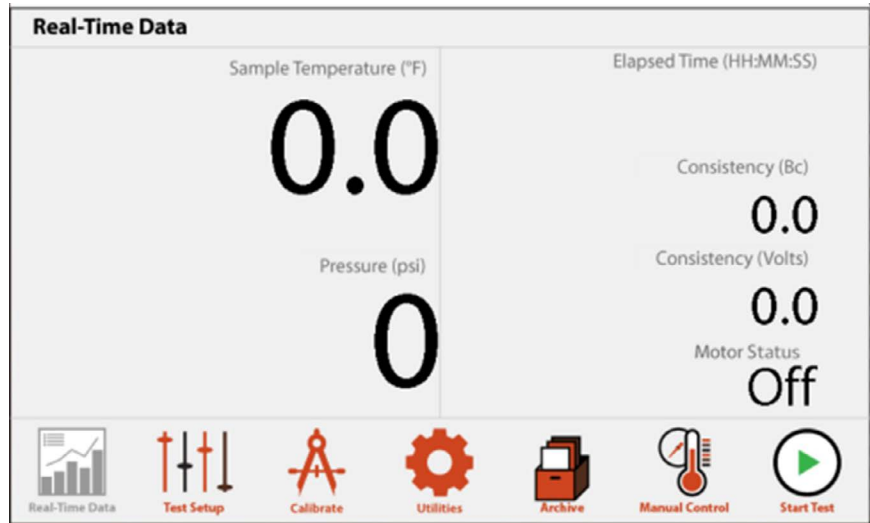 Real-Time Data
Sample Temperature (°F)
0.0
Pressure (psi)
0
Elapsed Time (HH:MM:SS)
Consistency (Bc)
0.0
Consistency (Volts)
0.0
Motor Status
Off
Real-Time Data
Test Setup
Calibrate
Utilities
Archive
Manual Control
Start Test